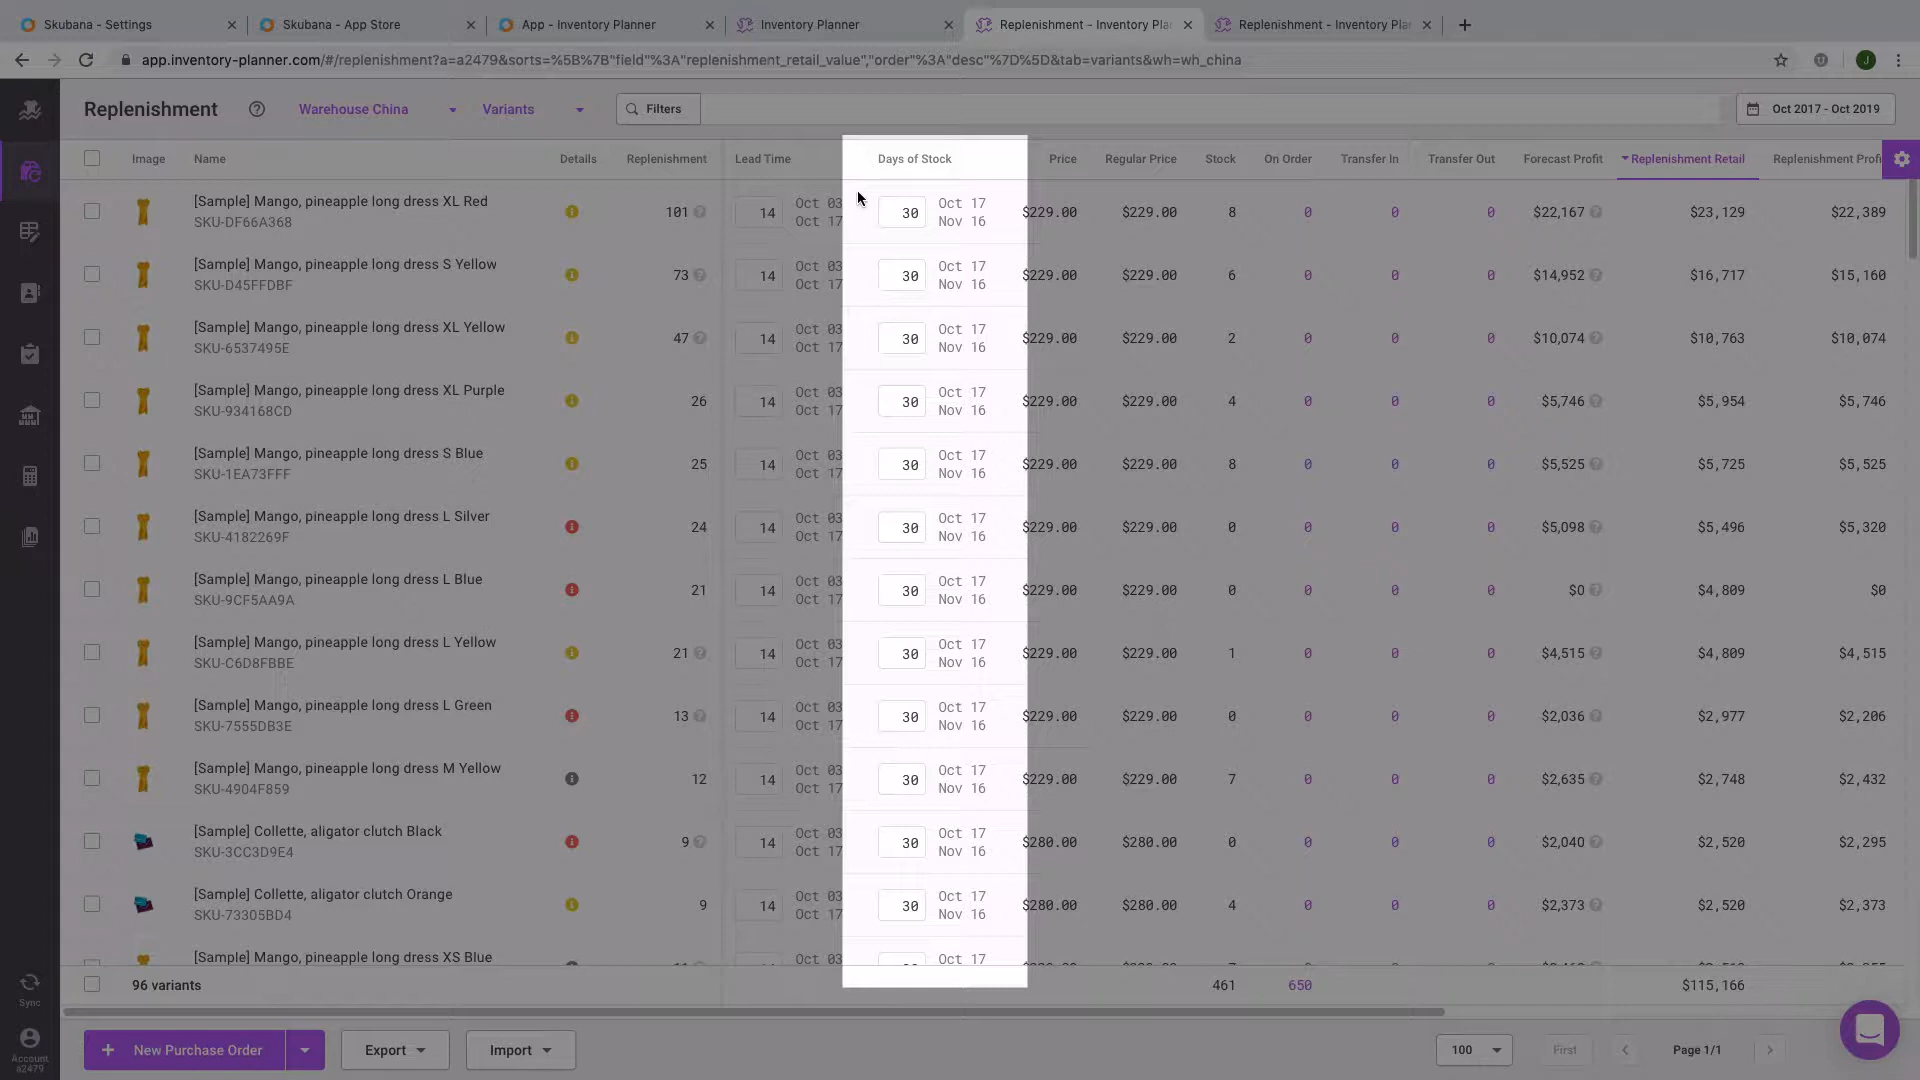 Skubana - Settings
Skubana - App Store
App - Inventory Planner
Inventory Planner
Replenishment - Inventory Pla
Replenishment - Inventory Pla
app.inventory-planner.com/#/replenishment?a=a2479&sorts=%5B%7B"field"%3A"replenishment_retail_value","order"%3A"desc"%7D%5D&tab=variants&wh=wh_china
J
Replenishment
Warehouse China
Variants
Filters
Oct 2017 - Oct 2019
Image Name Details Replenishment Lead Time Days of Stock Price Regular Price Stock On Order Transfer In Transfer Out Forecast Profit Replenishment Retail Replenishment Profi
[Sample] Mango, pineapple long dress XL Red
SKU-DF66A368
101 14 Oct 03 Oct 17 30 Oct 17 Nov 16 $229.00 $229.00 8 0 0 0 $22,167 $23,129 $22,389
[Sample] Mango, pineapple long dress S Yellow
SKU-D45FFDBF
73 14 Oct 03 Oct 17 30 Oct 17 Nov 16 $229.00 $229.00 6 0 0 0 $14,952 $16,717 $15,160
[Sample] Mango, pineapple long dress XL Yellow
SKU-6537495E
47 14 Oct 03 Oct 17 30 Oct 17 Nov 16 $229.00 $229.00 2 0 0 0 $10,074 $10,763 $10,074
[Sample] Mango, pineapple long dress XL Purple
SKU-934168CD
26 14 Oct 03 Oct 17 30 Oct 17 Nov 16 $229.00 $229.00 4 0 0 0 $5,746 $5,954 $5,746
[Sample] Mango, pineapple long dress S Blue
SKU-1EA73FFF
25 14 Oct 03 Oct 17 30 Oct 17 Nov 16 $229.00 $229.00 8 0 0 0 $5,525 $5,725 $5,525
[Sample] Mango, pineapple long dress L Silver
SKU-4182269F
24 14 Oct 03 Oct 17 30 Oct 17 Nov 16 $229.00 $229.00 0 0 0 0 $5,098 $5,496 $5,320
[Sample] Mango, pineapple long dress L Blue
SKU-9CF5AA9A
21 14 Oct 03 Oct 17 30 Oct 17 Nov 16 $229.00 $229.00 0 0 0 0 $0 $4,809 $0
[Sample] Mango, pineapple long dress L Yellow
SKU-C6D8FBBE
21 14 Oct 03 Oct 17 30 Oct 17 Nov 16 $229.00 $229.00 1 0 0 0 $4,515 $4,809 $4,515
[Sample] Mango, pineapple long dress L Green
SKU-7555DB3E
13 14 Oct 03 Oct 17 30 Oct 17 Nov 16 $229.00 $229.00 0 0 0 0 $2,036 $2,977 $2,206
[Sample] Mango, pineapple long dress M Yellow
SKU-4904F859
12 14 Oct 03 Oct 17 30 Oct 17 Nov 16 $229.00 $229.00 7 0 0 0 $2,635 $2,748 $2,432
[Sample] Collette, aligator clutch Black
SKU-3CC3D9E4
9 14 Oct 03 Oct 17 30 Oct 17 Nov 16 $280.00 $280.00 0 0 0 0 $2,040 $2,520 $2,295
[Sample] Collette, aligator clutch Orange
SKU-73305BD4
9 14 Oct 03 Oct 17 30 Oct 17 Nov 16 $280.00 $280.00 4 0 0 0 $2,373 $2,520 $2,373
[Sample] Mango, pineapple long dress XS Blue
Oct 03 Oct 17
96 variants 461 650 $115,166
Sync
Account
a2479
+ New Purchase Order
Export
Import
100
First
Page 1/1